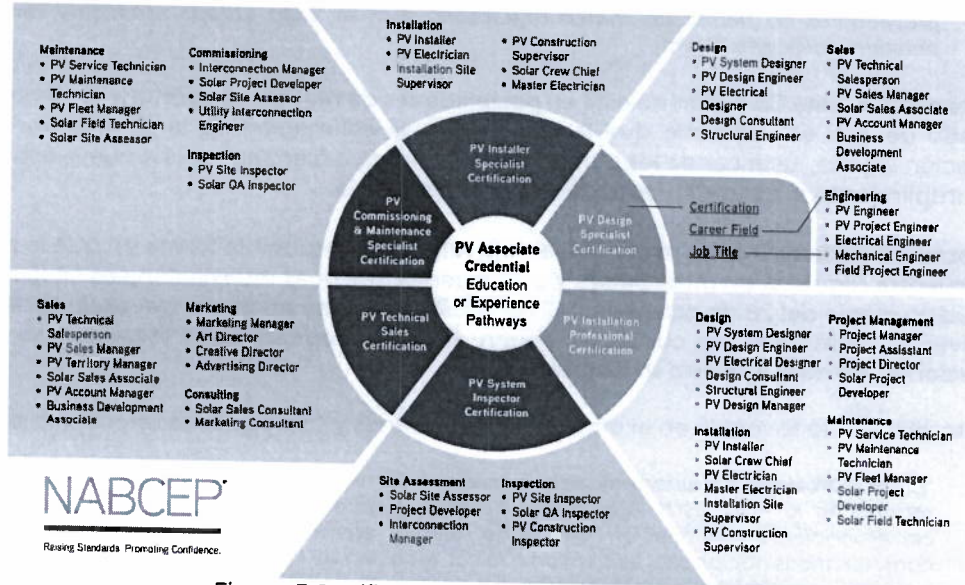 Maintenance
• PV Service Technician
• PV Maintenance
Technician
• PV Fleet Manager
• Solar Field Technician
• Solar Site Assessor
Commissioning
• Interconnection Manager
• Solar Project Developer
• Solar Site Assessor
• Utility Interconnection
Engineer
Inspection
• PV Site Inspector
• Solar QA Inspector
Installation
• PV Installer
• PV Electrician
• Installation Site
Supervisor
• PV Construction
Supervisor
• Solar Crew Chief
• Master Electrician
Design
• PV System Designer
• PV Design Engineer
• PV Electrical
Designer
• Design Consultant
• Structural Engineer
Sales
• PV Technical
Salesperson
• PV Sales Manager
• Solar Sales Associate
• PV Account Manager
• Business
Development
Associate
Engineering
• PV Engineer
• PV Project Engineer
• Electrical Engineer
• Mechanical Engineer
• Field Project Engineer
Certification
Career Field
Job Title
PV Installer
Specialist
Certification
PV
Commissioning
& Maintenance
Specialist
Certification
PV Design
Specialist
Certification
PV Associate
Credential
Education
or Experience
Pathways
PV Technical
Sales
Certification
PV Installation
Professional
Certification
PV System
Inspector
Certification
Sales
• PV Technical
Salesperson
• PV Sales Manager
• PV Territory Manager
• Solar Sales Associate
• PV Account Manager
• Business Development
Associate
Marketing
• Marketing Manager
• Art Director
• Creative Director
• Advertising Director
Consulting
• Solar Sales Consultant
• Marketing Consultant
Site Assessment
• Solar Site Assessor
• Project Developer
• Interconnection
Manager
Inspection
• PV Site Inspector
• Solar QA Inspector
• PV Construction
Inspector
Design
• PV System Designer
• PV Design Engineer
• PV Electrical Designer
• Design Consultant
• Structural Engineer
• PV Design Manager
Installation
• PV Installer
• Solar Crew Chief
• PV Electrician
• Master Electrician
• Installation Site
Supervisor
• PV Construction
Supervisor
Project Management
• Project Manager
• Project Assistant
• Project Director
• Solar Project
Developer
Maintenance
• PV Service Technician
• PV Maintenance
Technician
• PV Fleet Manager
• Solar Project
Developer
• Solar Field Technician
NABCEP
Raising Standards. Promoting Confidence.